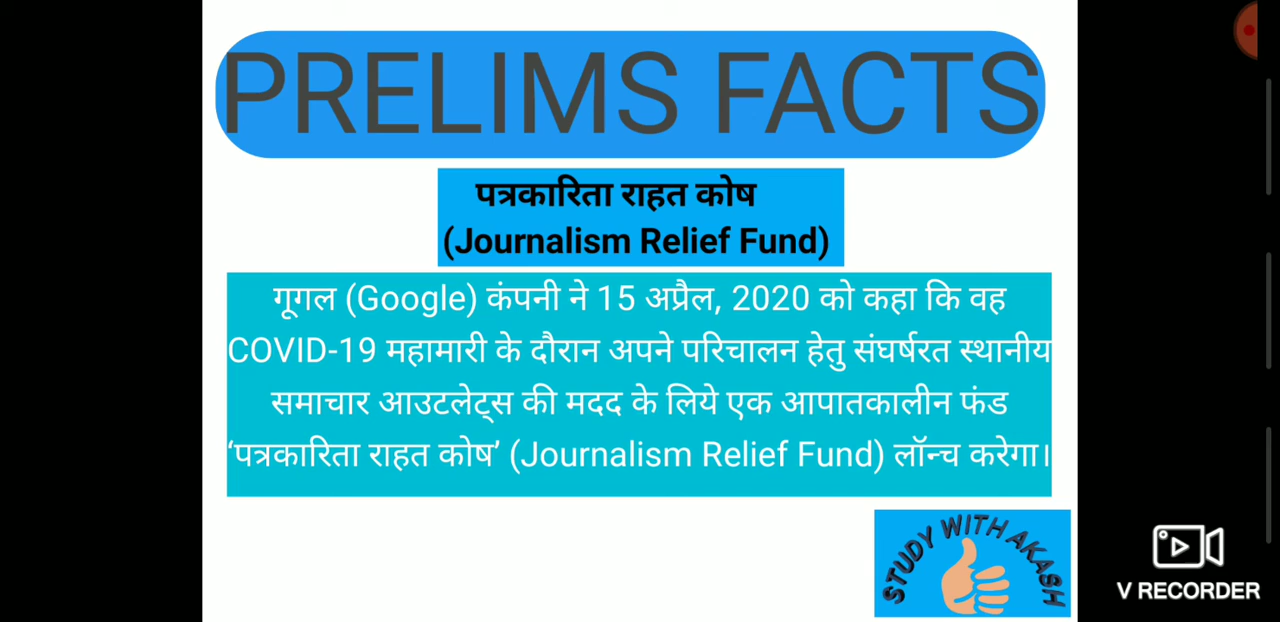 PRELIMS FACTS
पत्रकारिता राहत कोष
(Journalism Relief Fund)
गूगल (Google) कंपनी ने 15 अप्रैल, 2020 को कहा कि वह
COVID-19 महामारी के दौरान अपने परिचालन हेतु संघर्षरत स्थानीय
समाचार आउटलेट्स की मदद के लिये एक आपातकालीन फंड
‘पत्रकारिता राहत कोष’ (Journalism Relief Fund) लॉन्च करेगा।
STUDY WITH AKASH
V RECORDER